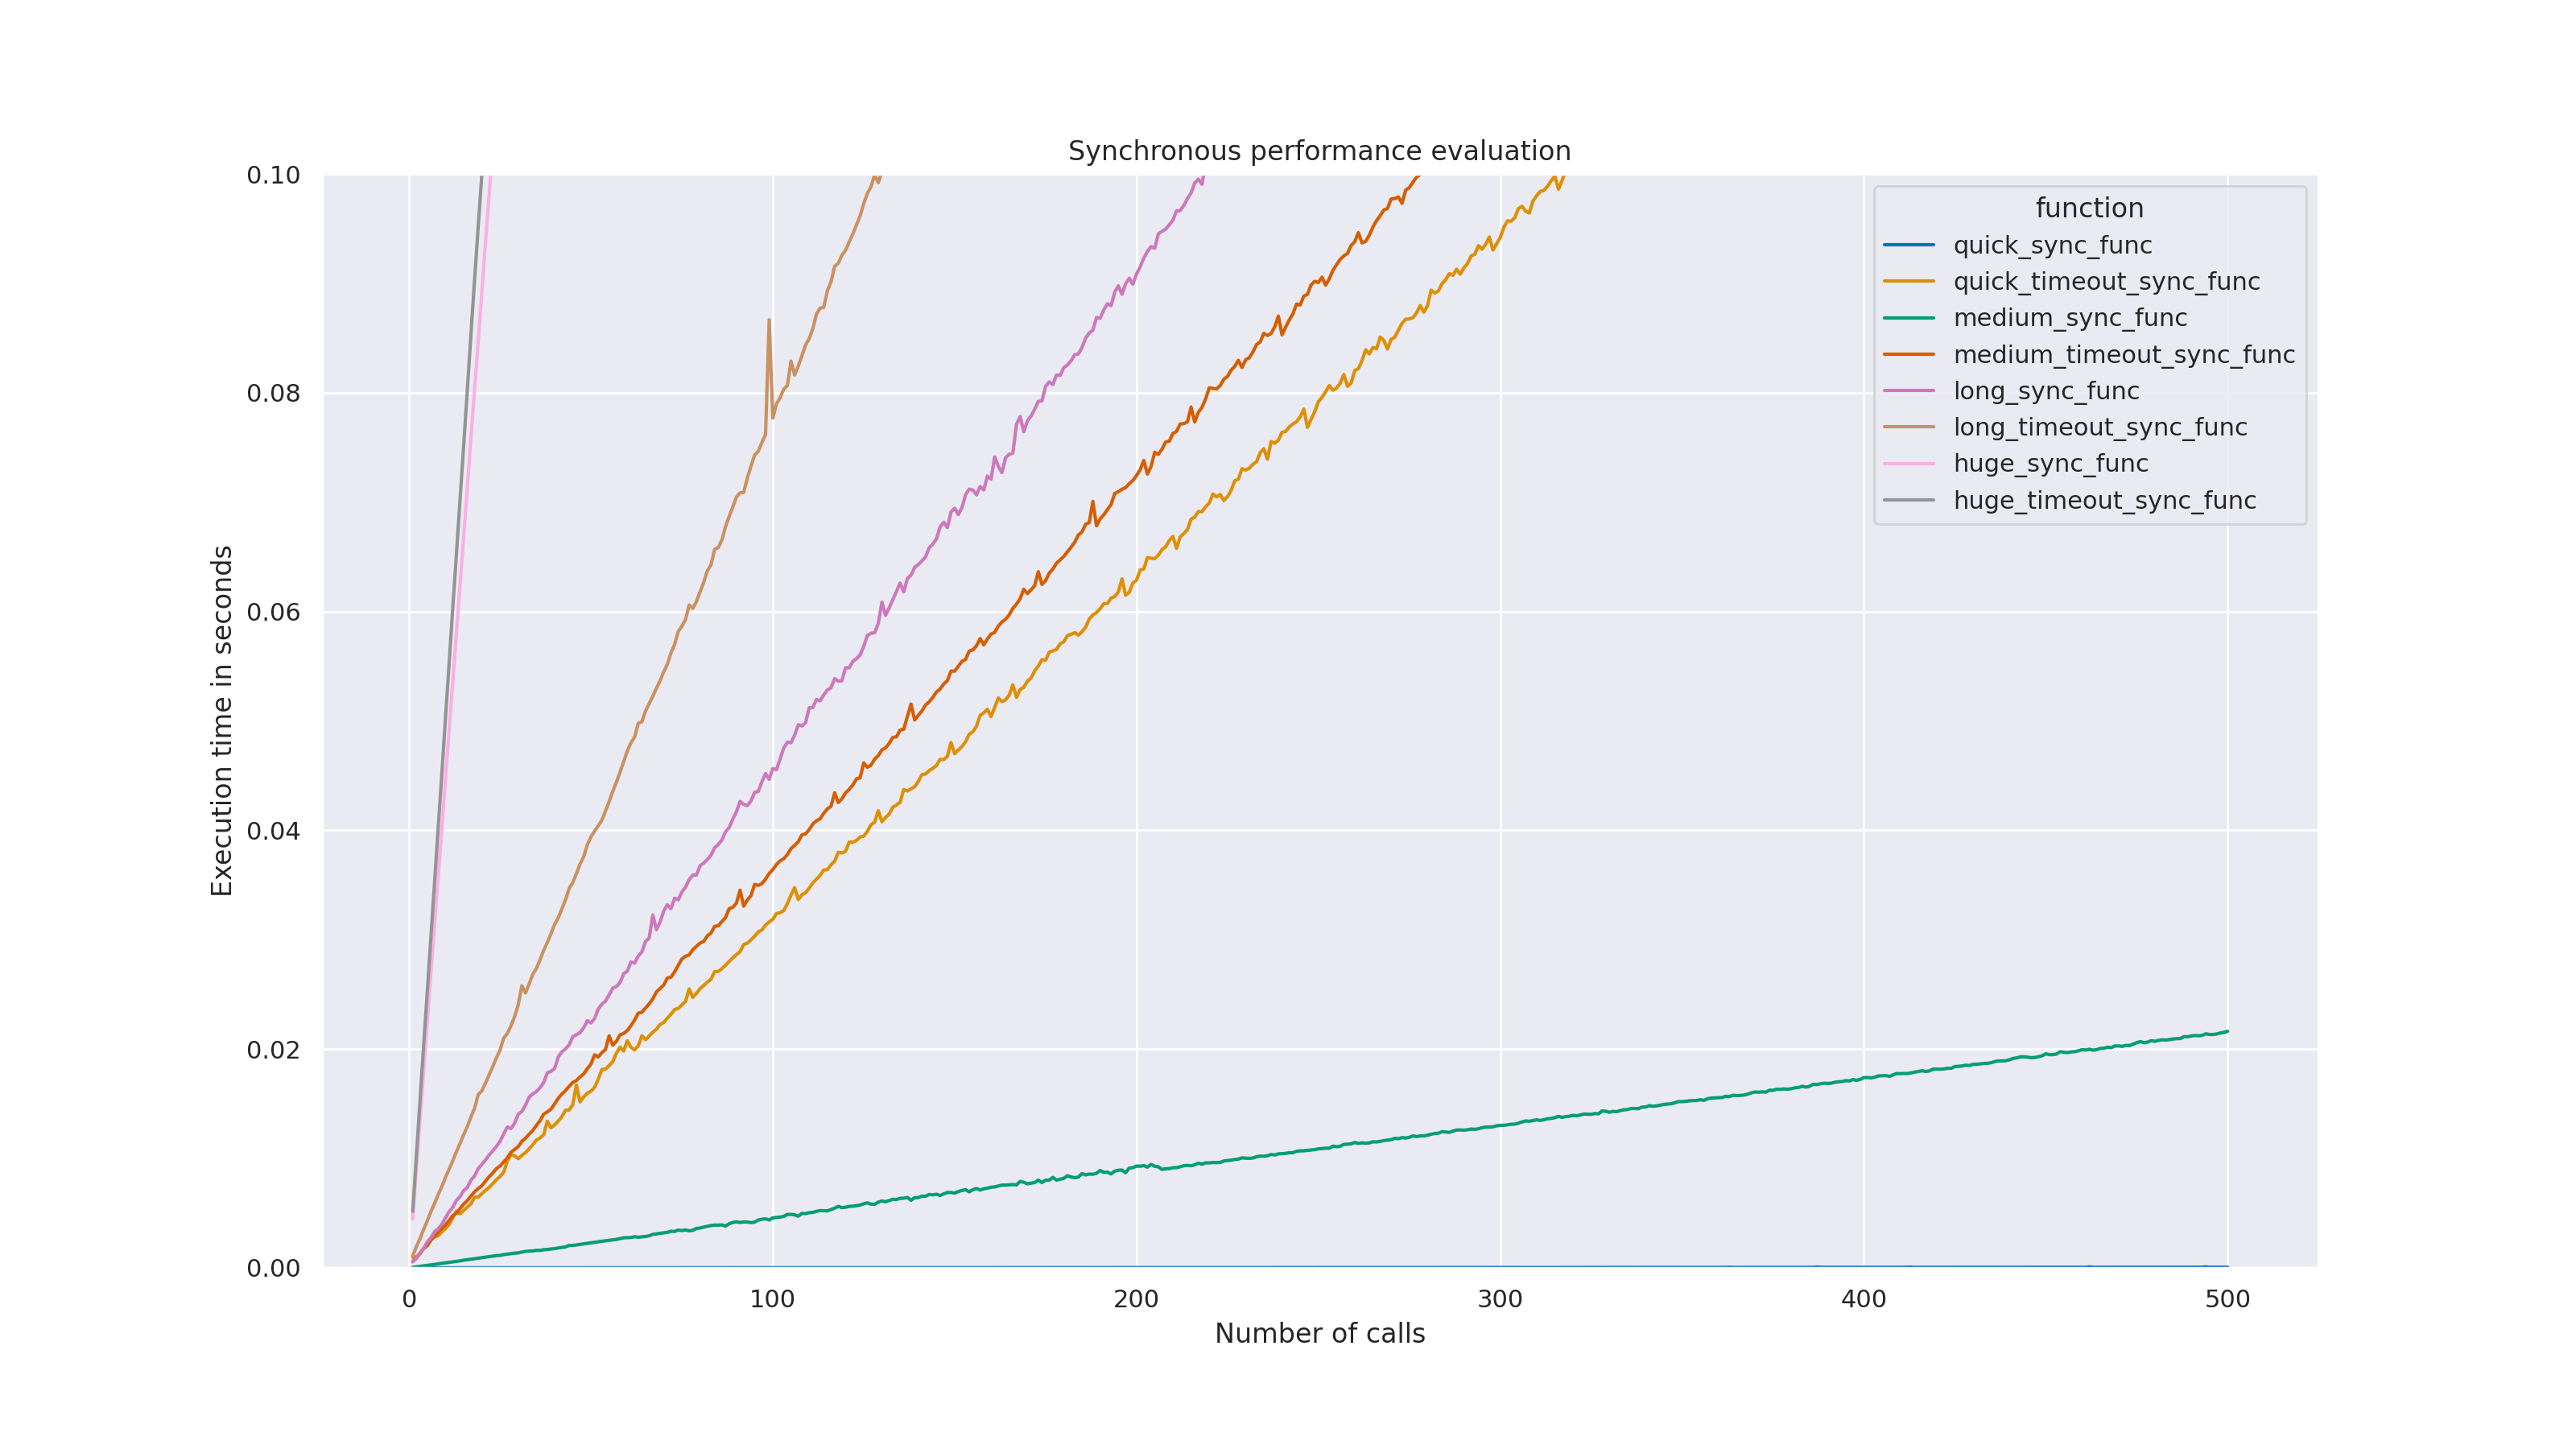 Synchronous performance evaluation
0.10
0.08
0.06
0.04
0.02
0.00
Execution time in seconds
function
quick_sync_func
quick_timeout_sync_func
medium_sync_func
medium_timeout_sync_func
long_sync_func
long_timeout_sync_func
huge_sync_func
huge_timeout_sync_func
0 100 200 300 400 500
Number of calls